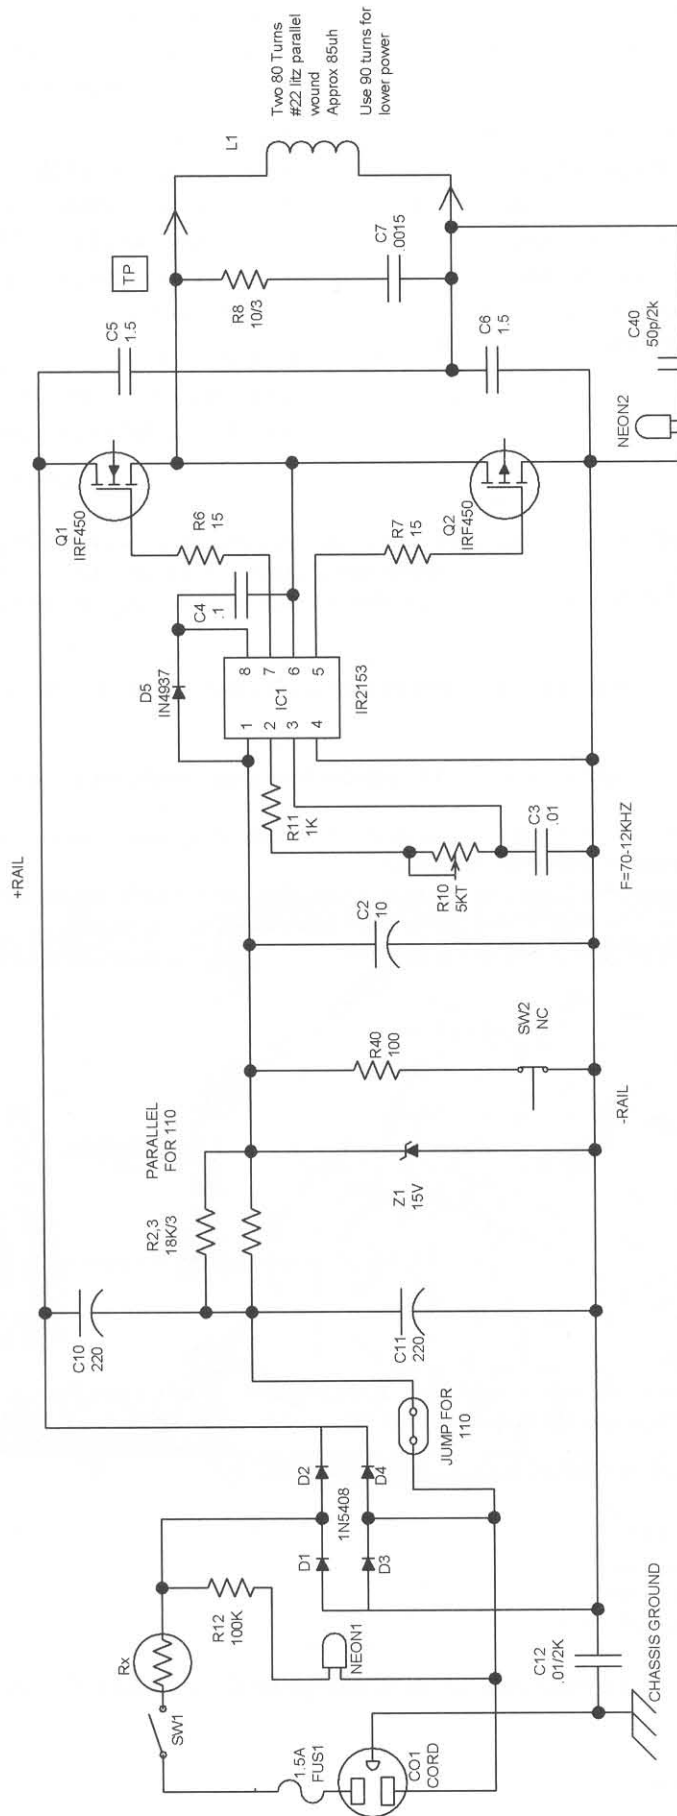 +RAIL
Two 80 Turns
#22 litz parallel
wound
Approx 85uh
Use 90 turns for
lower power
L1
TP
R8
10/3
C7
.0015
C5
1.5
C6
1.5
C40
50p/2k
NEON2
Q1
IRF450
Q2
IRF450
R6
15
R7
15
C4
.1
D5
IN4937
8
7
6
5
IC1
1
2
3
4
IR2153
R11
1K
R10
5KT
C3
.01
F=70-12KHZ
C2
10
R40
100
SW2
NC
-RAIL
PARALLEL
FOR 110
R2,3
18K/3
Z1
15V
C10
220
C11
220
JUMP FOR
110
D2
D4
1N5408
D1
D3
Rx
R12
100K
NEON1
SW1
1.5A
FUS1
CO1
CORD
C12
.01/2K
CHASSIS GROUND